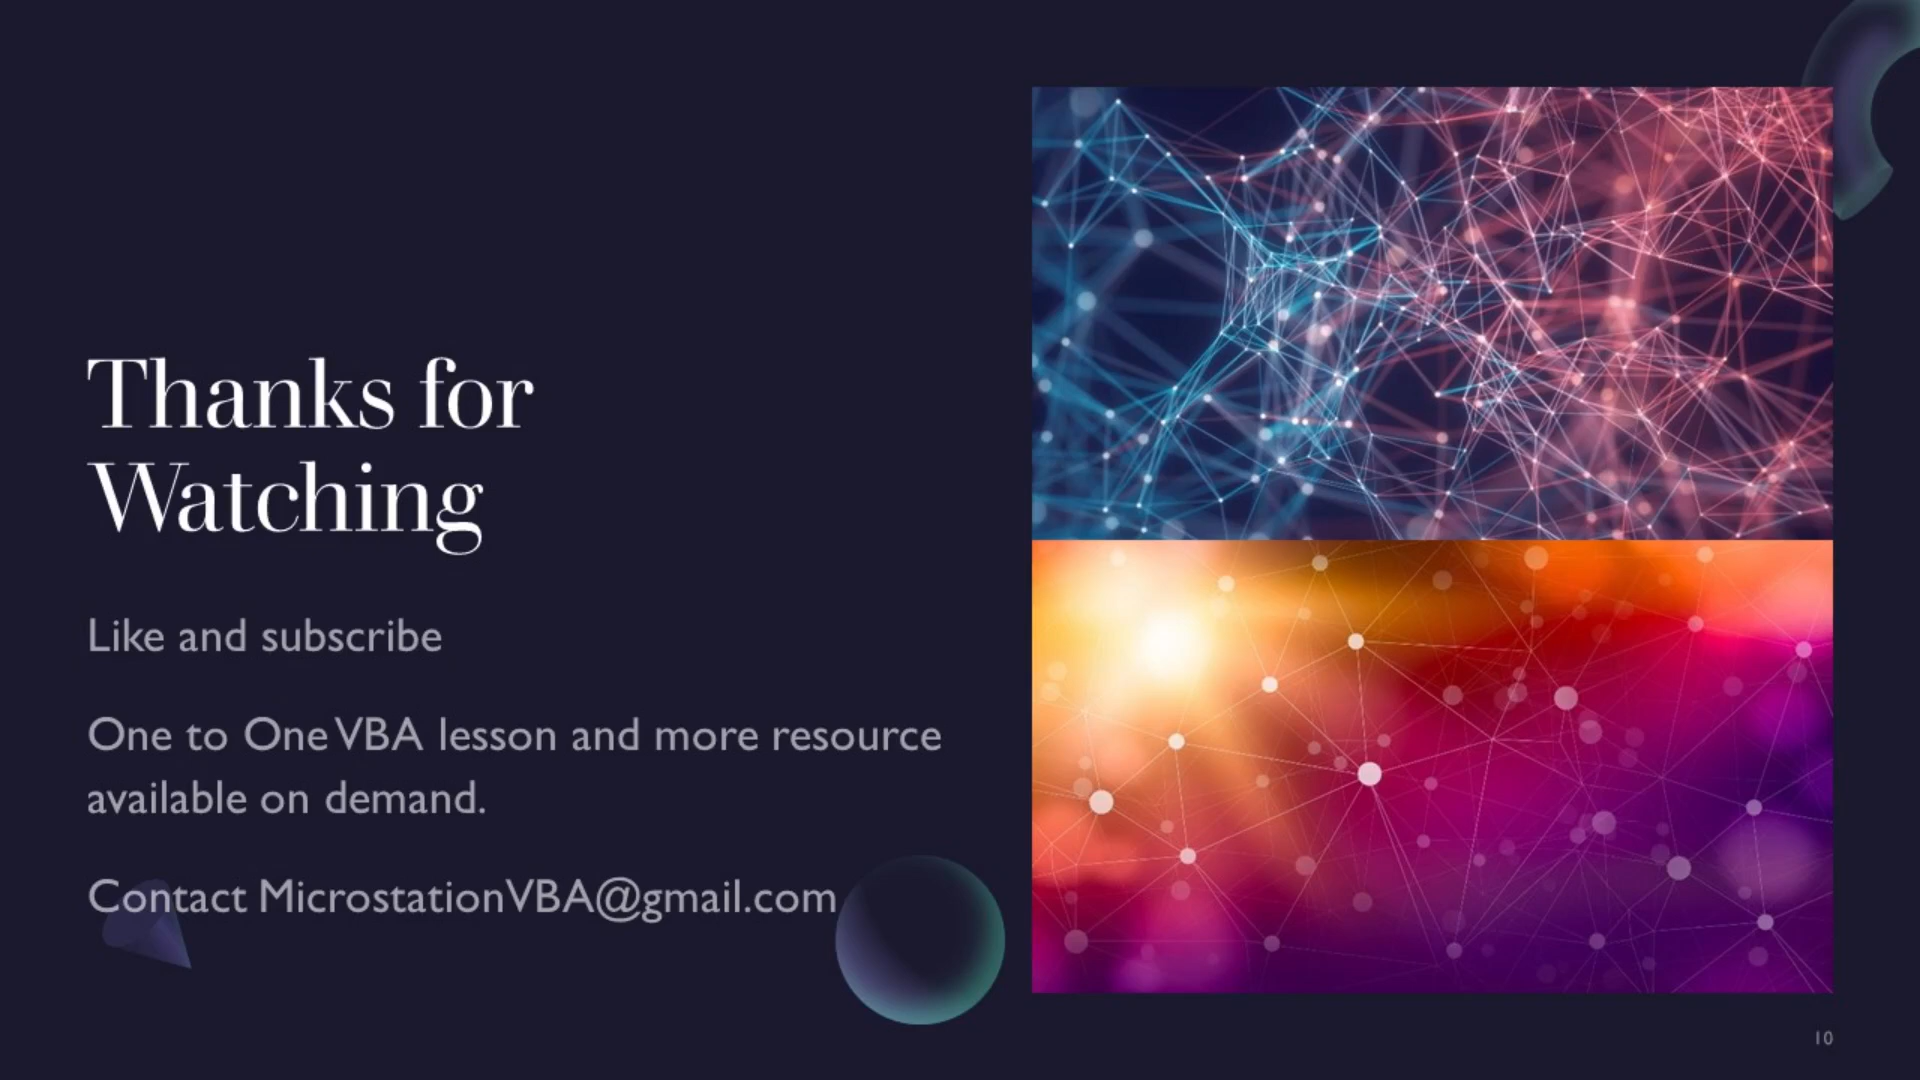 Thanks for
Watching
Like and subscribe
One to One VBA lesson and more resource
available on demand.
Contact MicrostationVBA@gmail.com
10